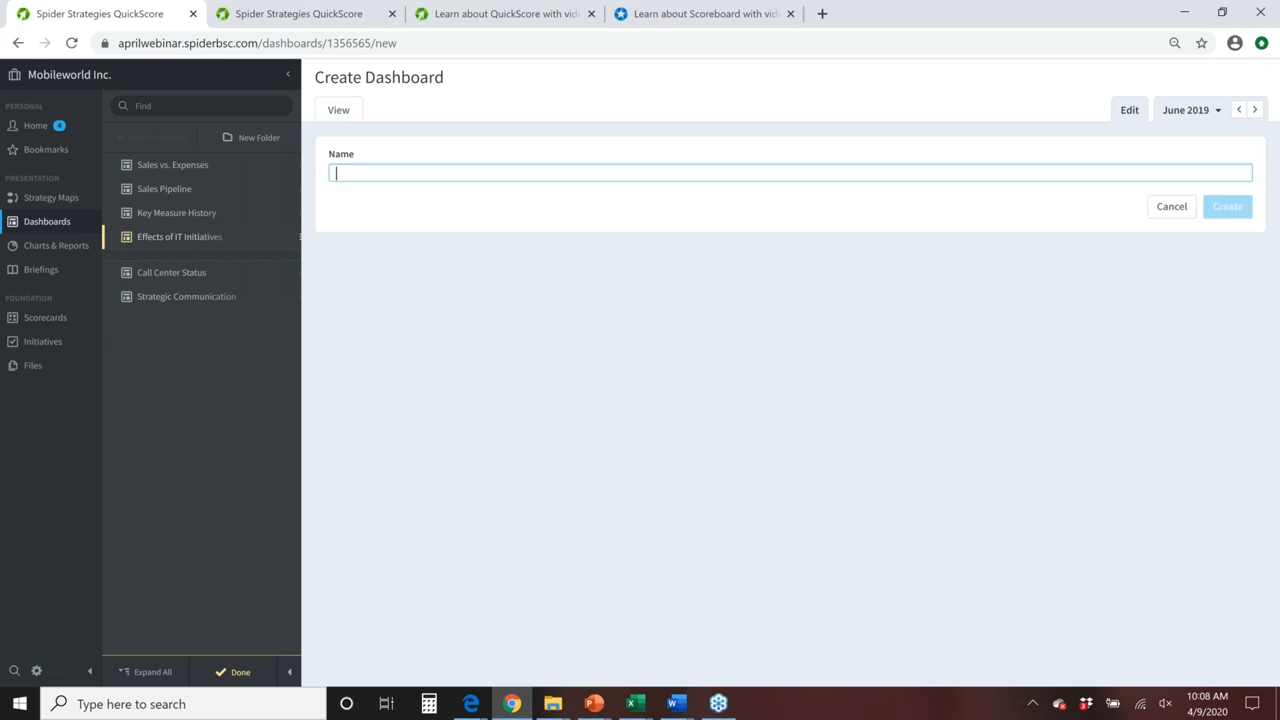 Spider Strategies QuickScore
Spider Strategies QuickScore
Learn about QuickScore with vide
Learn about Scoreboard with vide
aprilwebinar.spiderbsc.com/dashboards/1356565/new
Mobileworld Inc.
Create Dashboard
PERSONAL
Home 4
Bookmarks
PRESENTATION
Strategy Maps
Dashboards
Charts & Reports
Briefings
FOUNDATION
Scorecards
Initiatives
Files
Find
New Folder
Sales vs. Expenses
Sales Pipeline
Key Measure History
Effects of IT Initiatives
Call Center Status
Strategic Communication
Expand All
Done
View
Edit
June 2019
Name
Cancel
Create
Type here to search
10:08 AM
4/9/2020